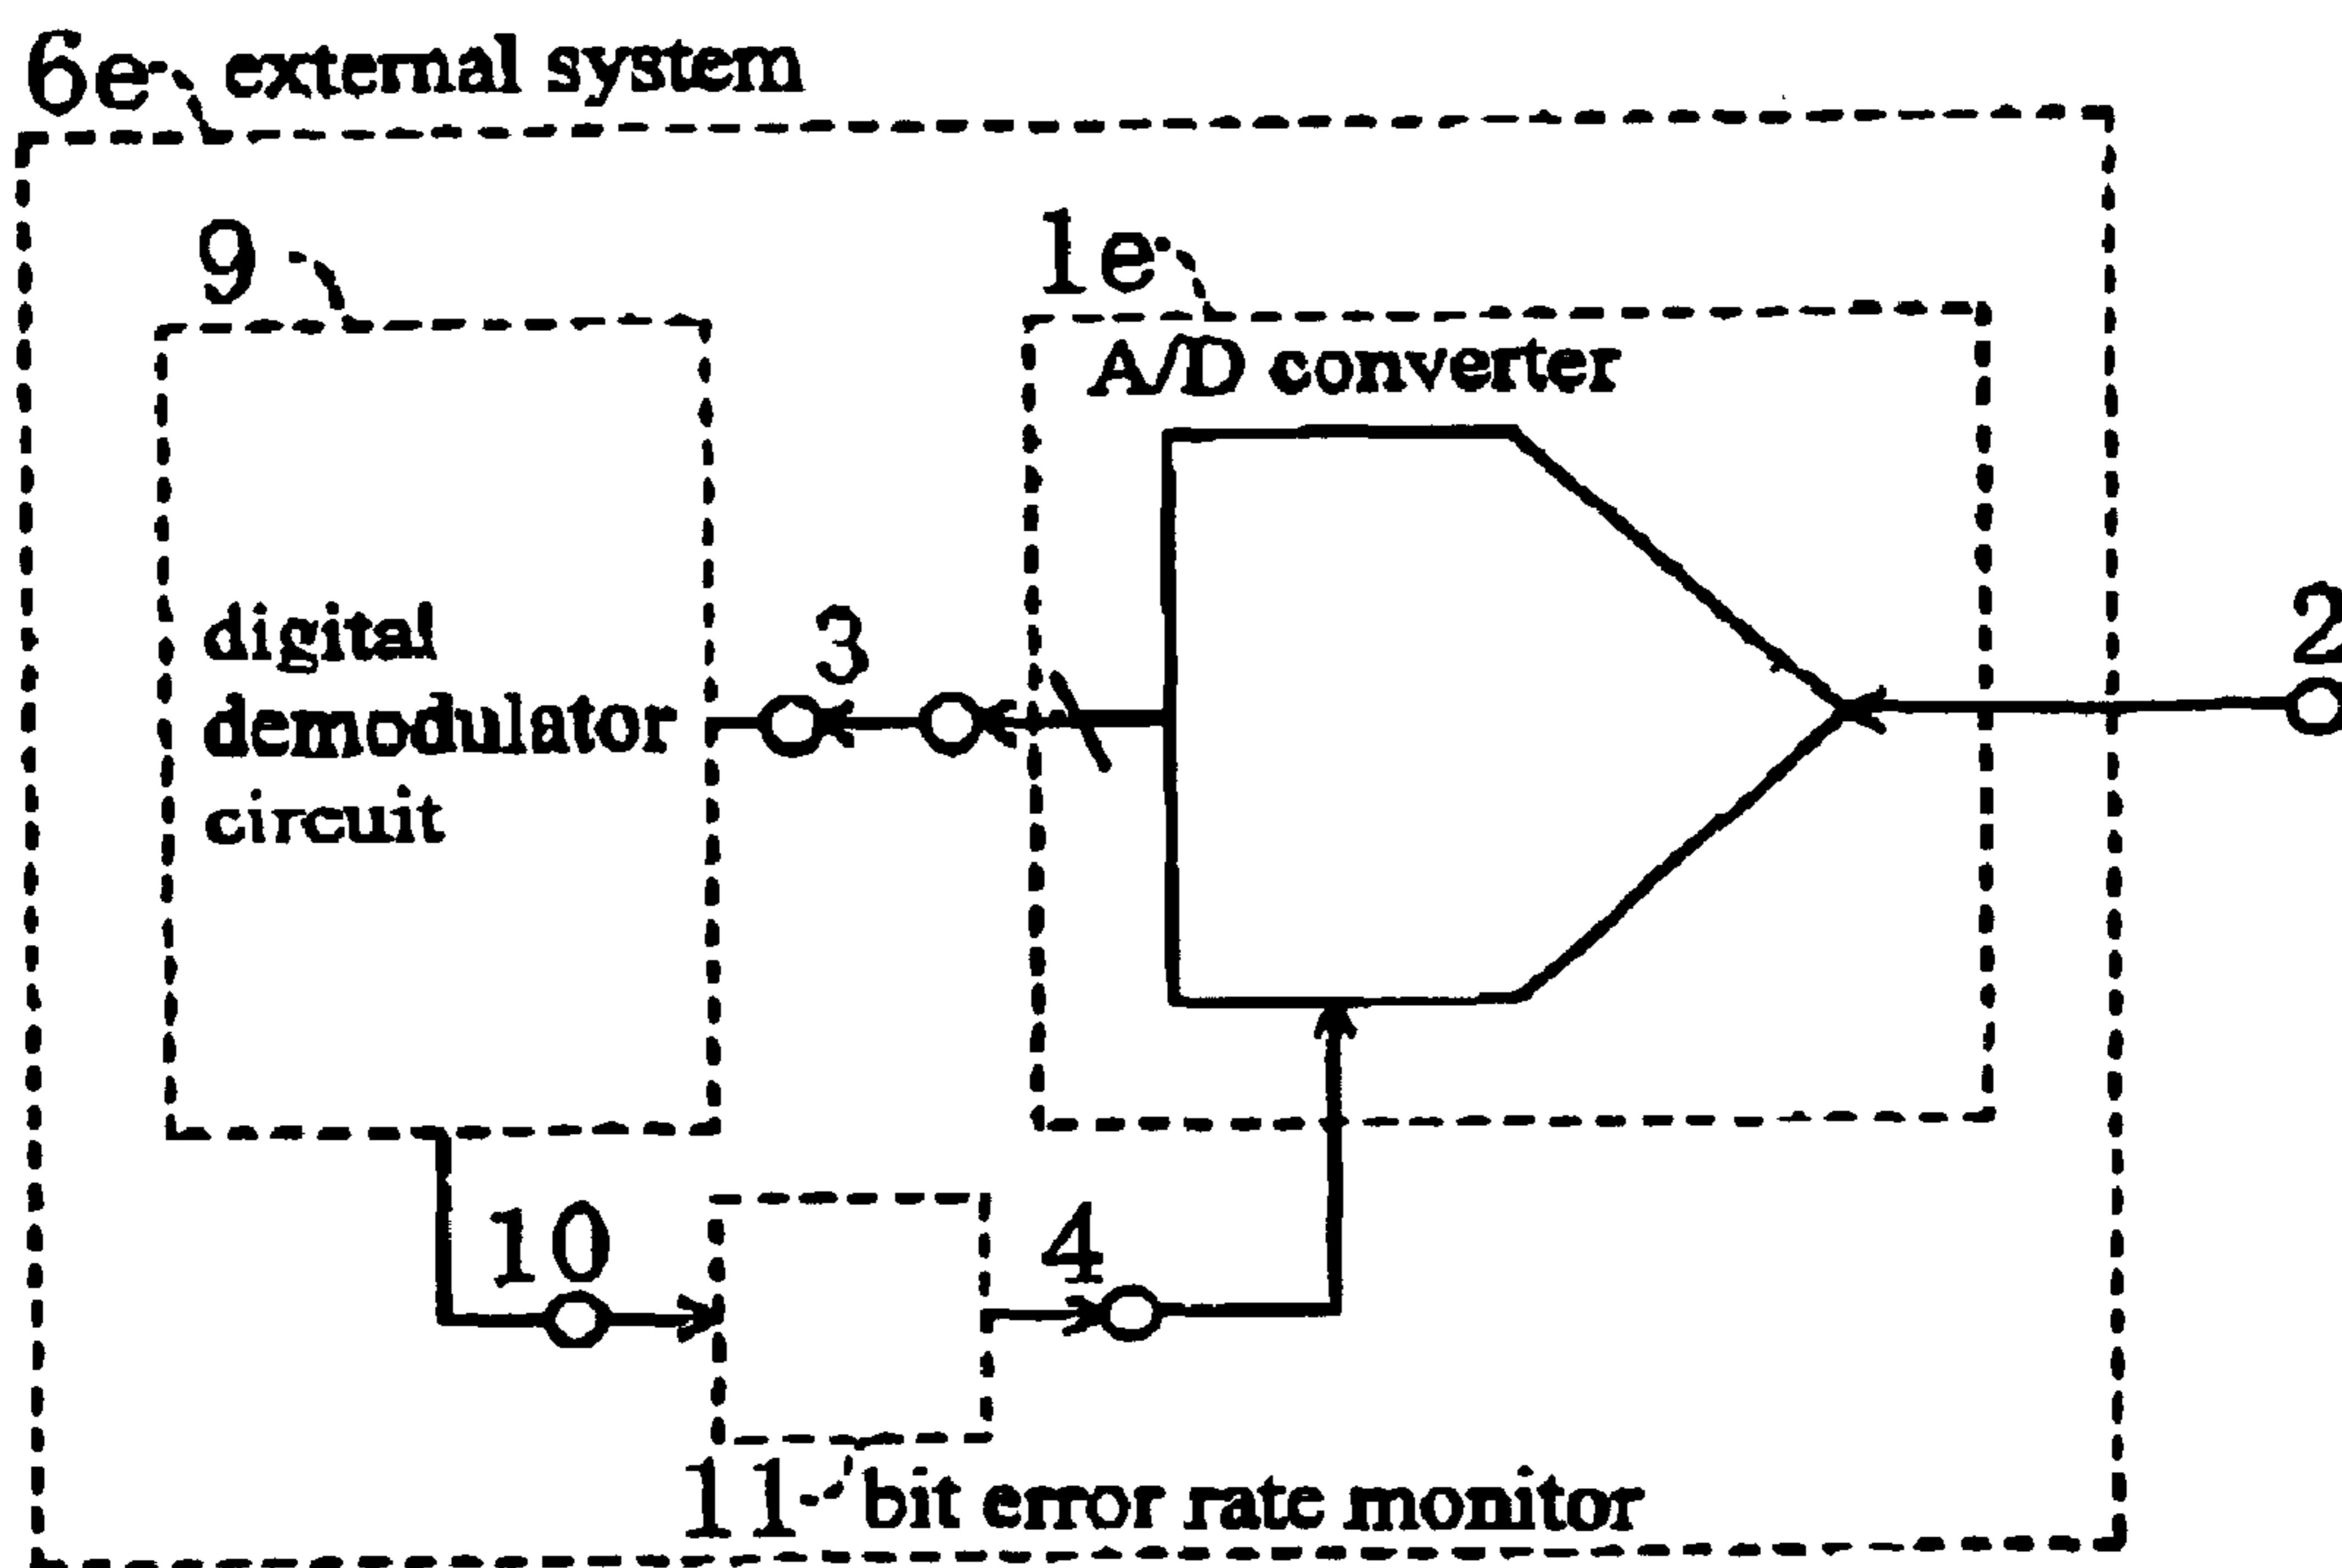 6e external system
9
1e
A/D converter
digital
demodulator
circuit
3
2
10
4
11 bit error rate monitor